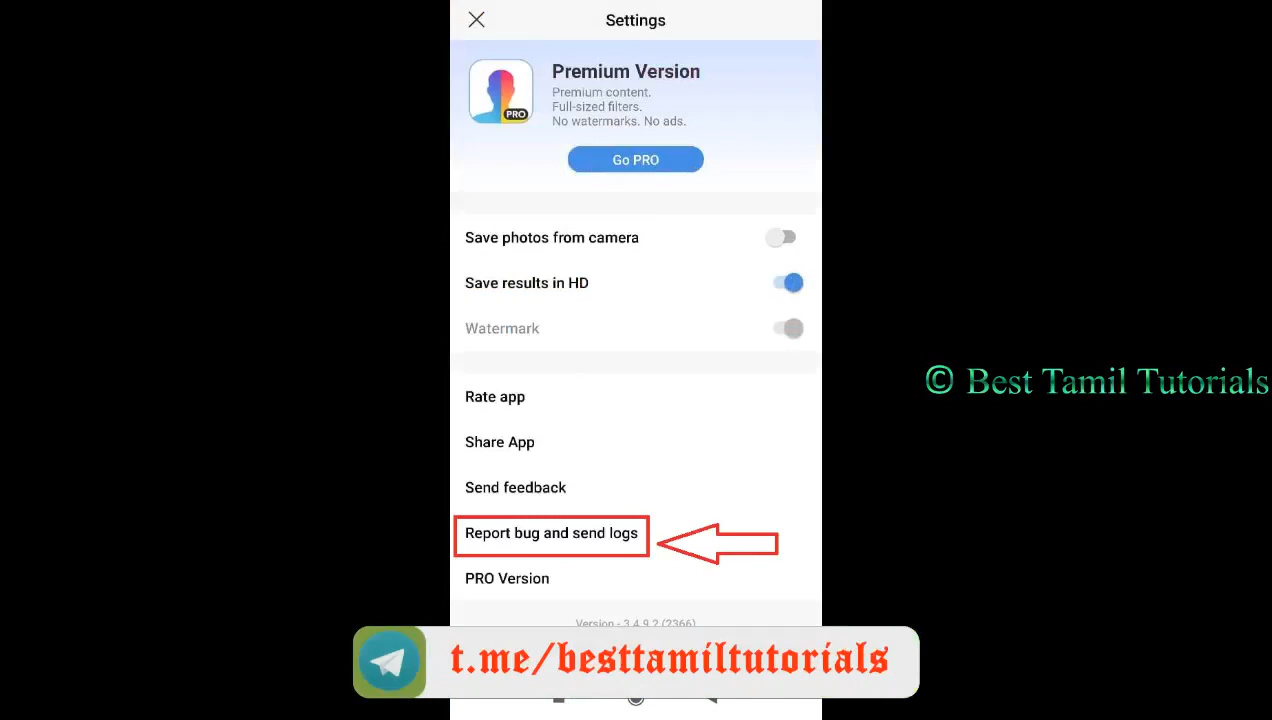 Settings
Premium Version
Premium content.
Full-sized filters.
No watermarks. No ads.
PRO
Go PRO
Save photos from camera
Save results in HD
Watermark
© Best Tamil Tutorials
Rate app
Share App
Send feedback
Report bug and send logs
PRO Version
Version - 3.4.9.2 (2366)
t.me/besttamiltutorials